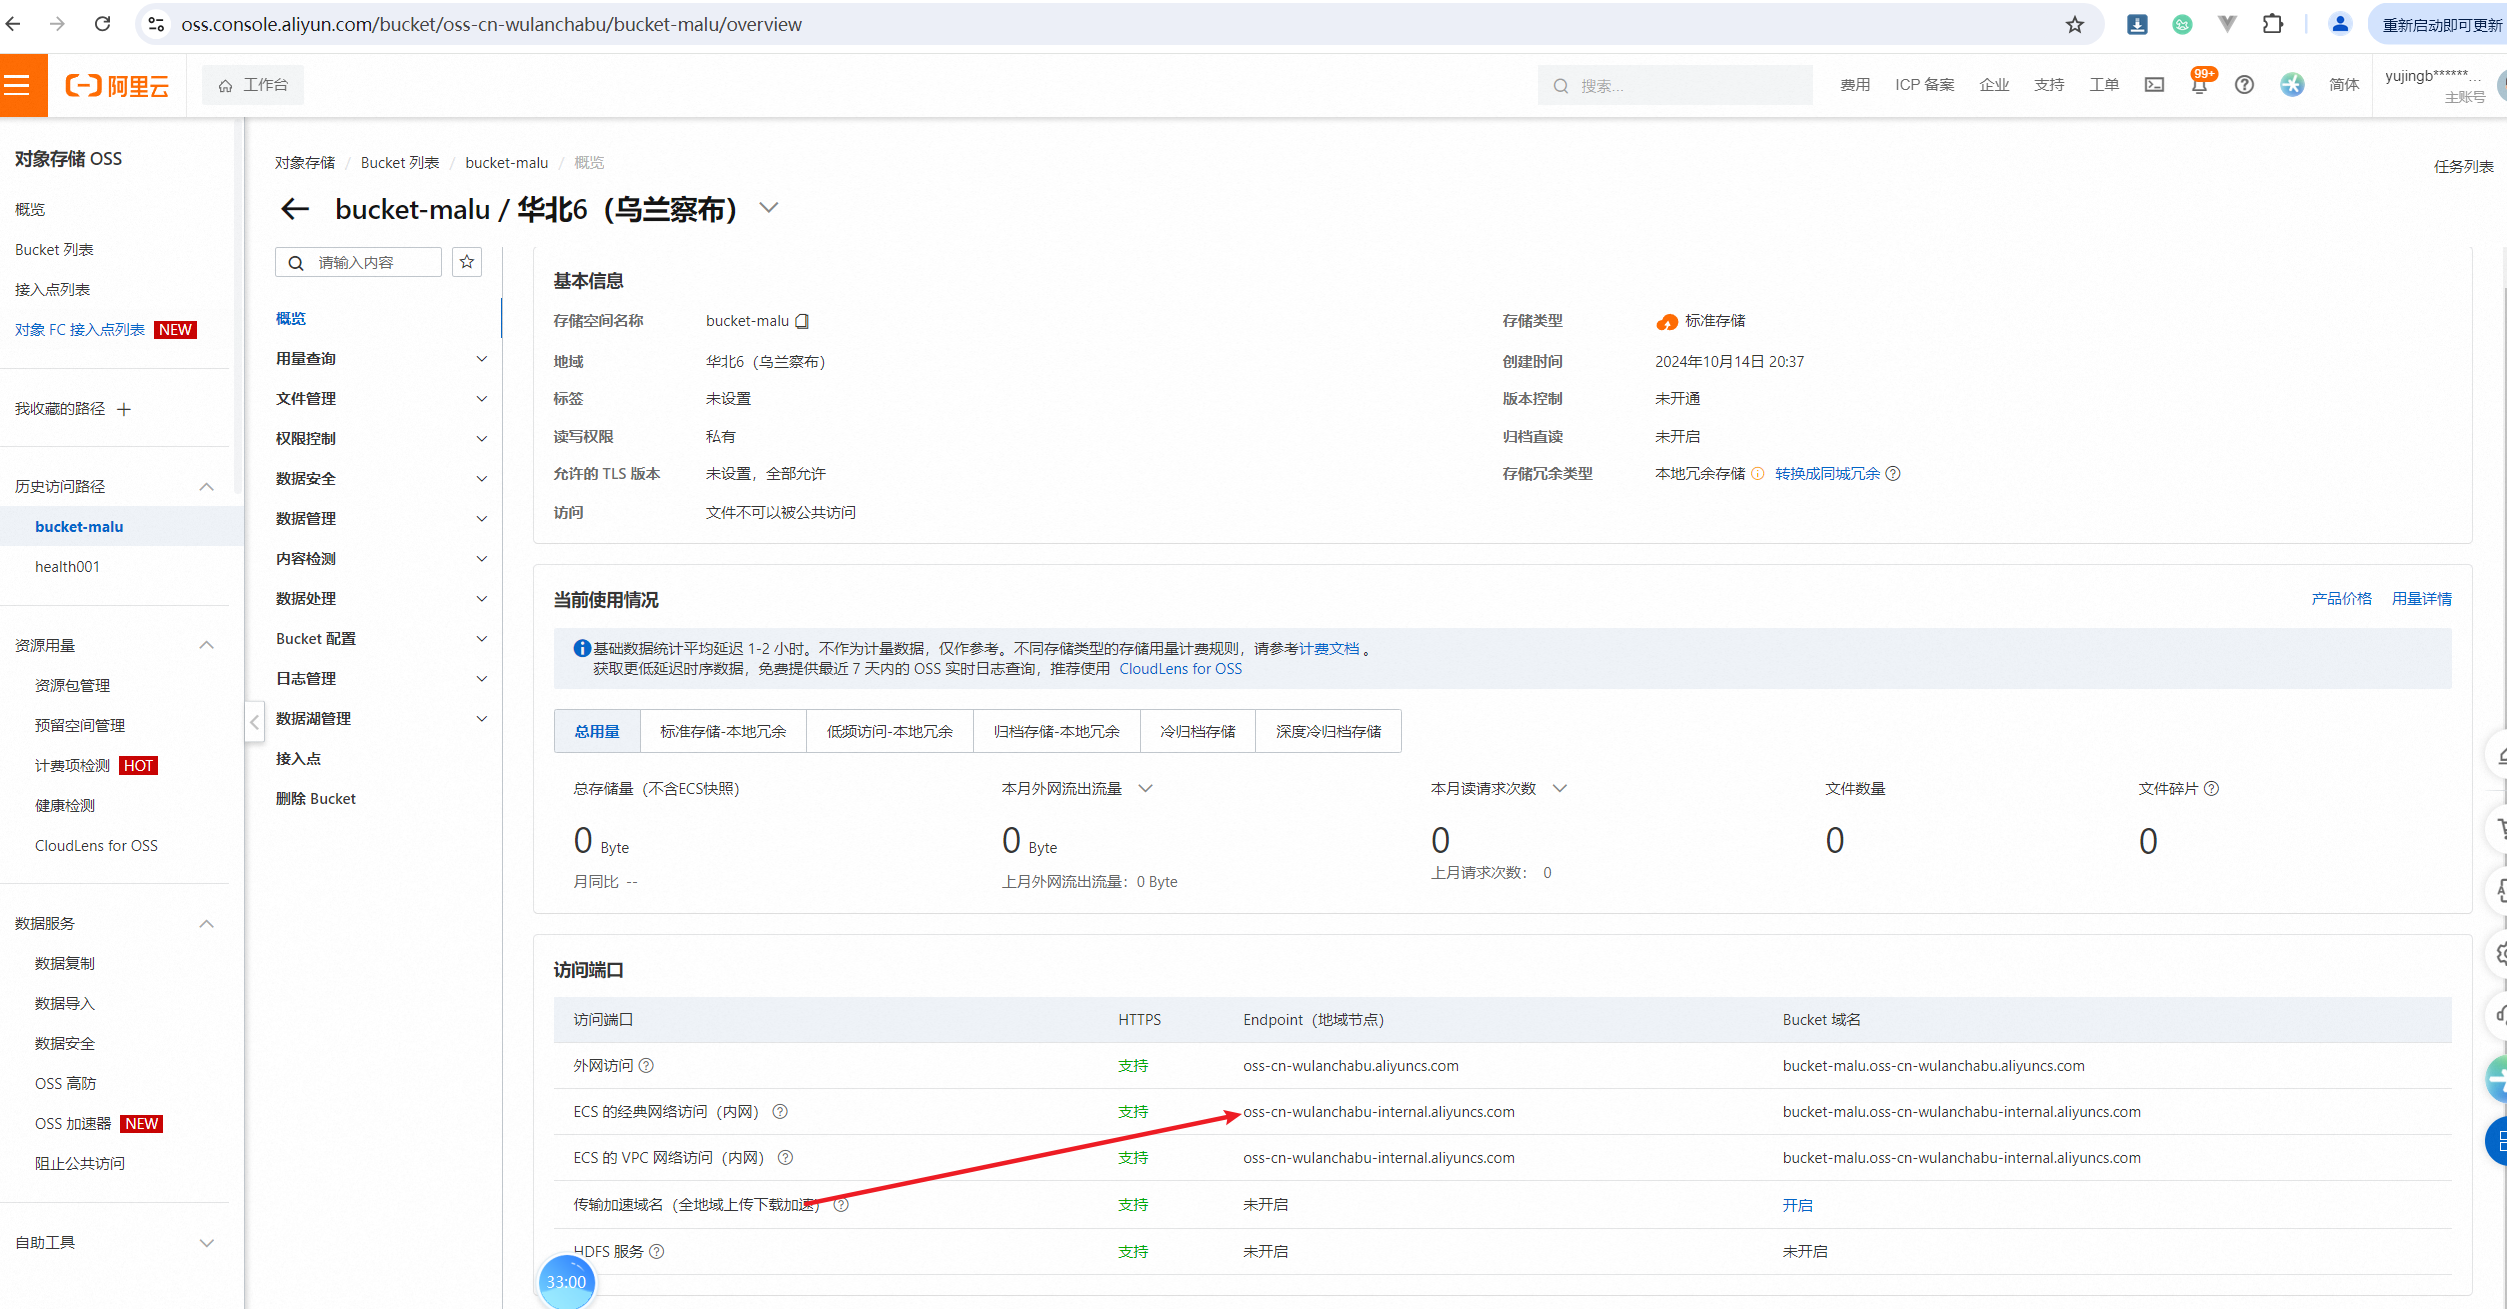 oss.console.aliyun.com/bucket/oss-cn-wulanchabu/bucket-malu/overview
重新启动即可更新
阿里云
工作台
搜索...
费用
ICP 备案
企业
支持
工单
99+
简体
yujingb******...
主账号
对象存储 OSS
概览
Bucket 列表
接入点列表
对象 FC 接入点列表 NEW
我收藏的路径
历史访问路径
bucket-malu
health001
资源用量
资源包管理
预留空间管理
计费项检测 HOT
健康检测
CloudLens for OSS
数据服务
数据复制
数据导入
数据安全
OSS 高防
OSS 加速器 NEW
阻止公共访问
自助工具
对象存储 / Bucket 列表 / bucket-malu / 概览
任务列表
bucket-malu / 华北6（乌兰察布）
请输入内容
概览
用量查询
文件管理
权限控制
数据安全
数据管理
内容检测
数据处理
Bucket 配置
日志管理
数据湖管理
接入点
删除 Bucket
基本信息
存储空间名称 bucket-malu 存储类型 标准存储
地域 华北6（乌兰察布） 创建时间 2024年10月14日 20:37
标签 未设置 版本控制 未开通
读写权限 私有 归档直读 未开启
允许的 TLS 版本 未设置，全部允许 存储冗余类型 本地冗余存储 转换成同城冗余
访问 文件不可以被公共访问
当前使用情况 产品价格 用量详情
基础数据统计平均延迟 1-2 小时。不作为计量数据，仅作参考。不同存储类型的存储用量计费规则，请参考计费文档 。
获取更低延迟时序数据，免费提供最近 7 天内的 OSS 实时日志查询，推荐使用 CloudLens for OSS
总用量 标准存储-本地冗余 低频访问-本地冗余 归档存储-本地冗余 冷归档存储 深度冷归档存储
总存储量（不含ECS快照） 本月外网流出流量 本月读请求次数 文件数量 文件碎片
0 Byte 0 Byte 0 0 0
月同比 -- 上月外网流出流量：0 Byte 上月请求次数： 0
访问端口
访问端口 HTTPS Endpoint（地域节点） Bucket 域名
外网访问 支持 oss-cn-wulanchabu.aliyuncs.com bucket-malu.oss-cn-wulanchabu.aliyuncs.com
ECS 的经典网络访问（内网） 支持 oss-cn-wulanchabu-internal.aliyuncs.com bucket-malu.oss-cn-wulanchabu-internal.aliyuncs.com
ECS 的 VPC 网络访问（内网） 支持 oss-cn-wulanchabu-internal.aliyuncs.com bucket-malu.oss-cn-wulanchabu-internal.aliyuncs.com
传输加速域名（全地域上传下载加速） 支持 未开启 开启
HDFS 服务 支持 未开启 未开启
33:00